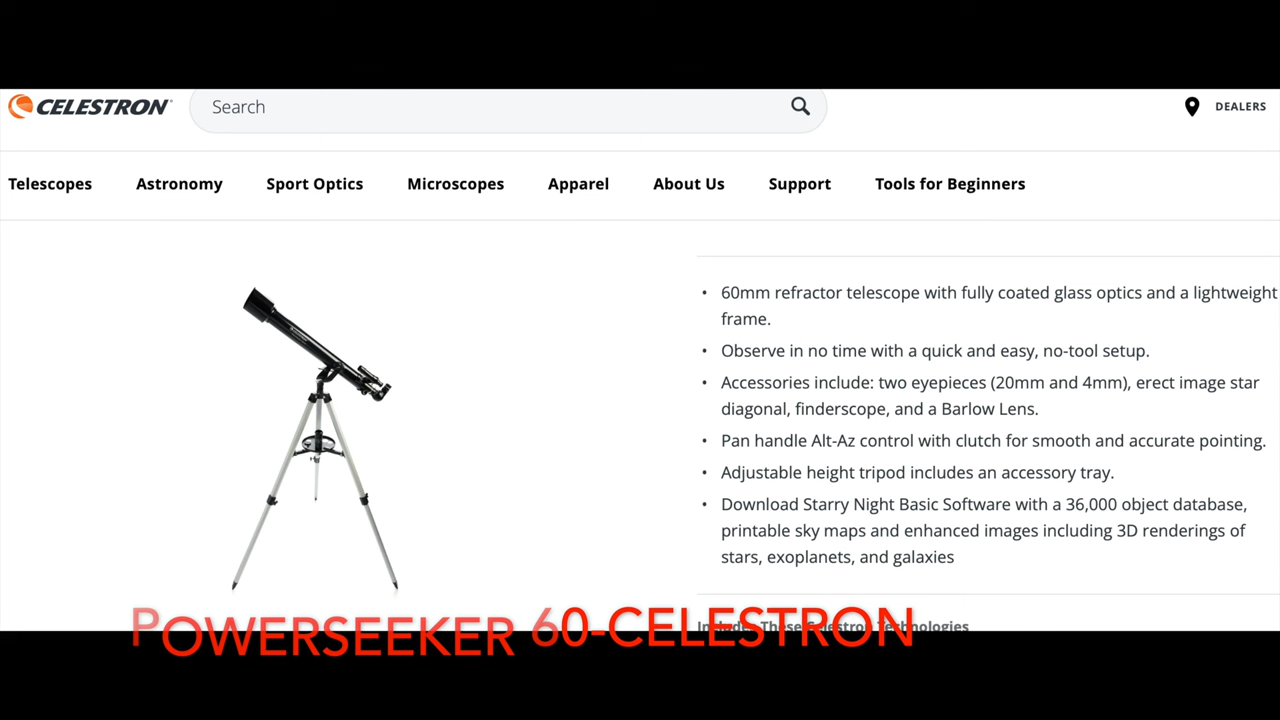 CELESTRON
Search
DEALERS
Telescopes
Astronomy
Sport Optics
Microscopes
Apparel
About Us
Support
Tools for Beginners
• 60mm refractor telescope with fully coated glass optics and a lightweight
frame.
• Observe in no time with a quick and easy, no-tool setup.
• Accessories include: two eyepieces (20mm and 4mm), erect image star
diagonal, finderscope, and a Barlow Lens.
• Pan handle Alt-Az control with clutch for smooth and accurate pointing.
• Adjustable height tripod includes an accessory tray.
• Download Starry Night Basic Software with a 36,000 object database,
printable sky maps and enhanced images including 3D renderings of
stars, exoplanets, and galaxies
Includes These Celestron Technologies
POWERSEEKER 60-CELESTRON